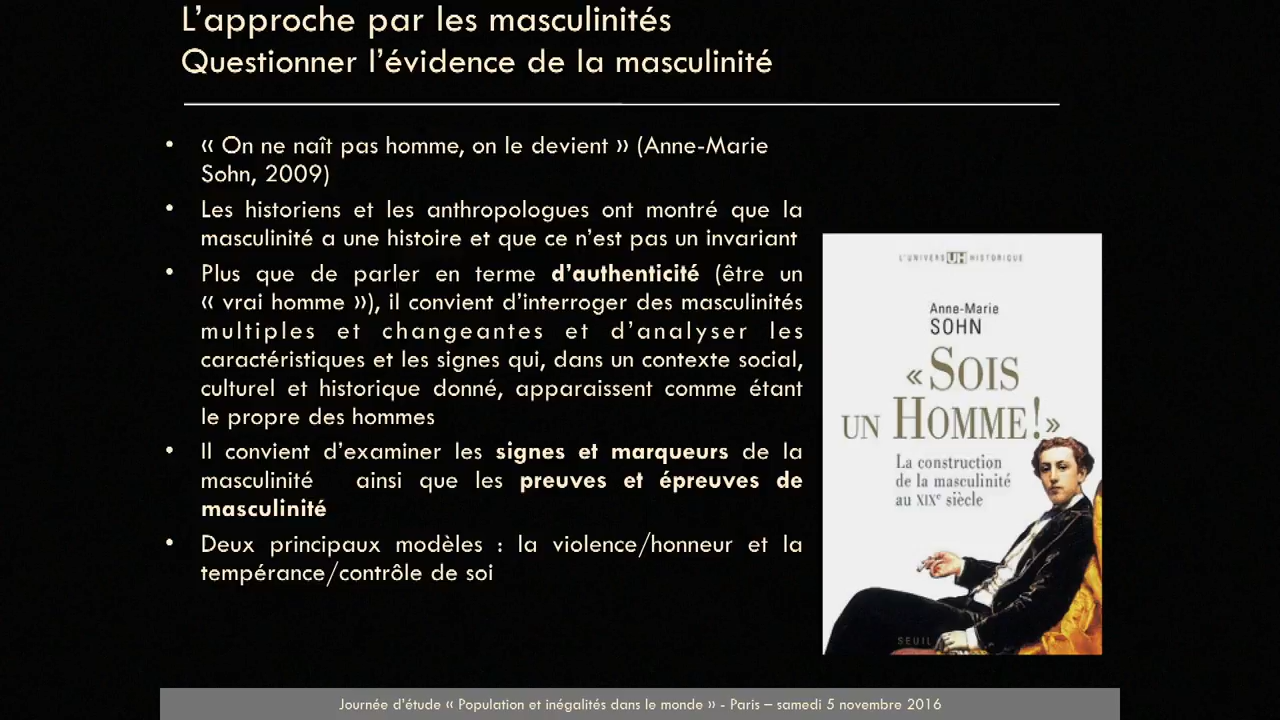 L'approche par les masculinités
Questionner l'évidence de la masculinité
• « On ne naît pas homme, on le devient » (Anne-Marie
Sohn, 2009)
• Les historiens et les anthropologues ont montré que la
masculinité a une histoire et que ce n'est pas un invariant
• Plus que de parler en terme d'authenticité (être un
« vrai homme »), il convient d'interroger des masculinités
multiples et changeantes et d'analyser les
caractéristiques et les signes qui, dans un contexte social,
culturel et historique donné, apparaissent comme étant
le propre des hommes
• Il convient d'examiner les signes et marqueurs de la
masculinité ainsi que les preuves et épreuves de
masculinité
• Deux principaux modèles : la violence/honneur et la
tempérance/contrôle de soi
L'UNIVERS UH HISTORIQUE
Anne-Marie
SOHN
« SOIS
UN HOMME! »
La construction
de la masculinité
au XIXe siècle
SEUIL
Journée d'étude « Population et inégalités dans le monde » - Paris – samedi 5 novembre 2016